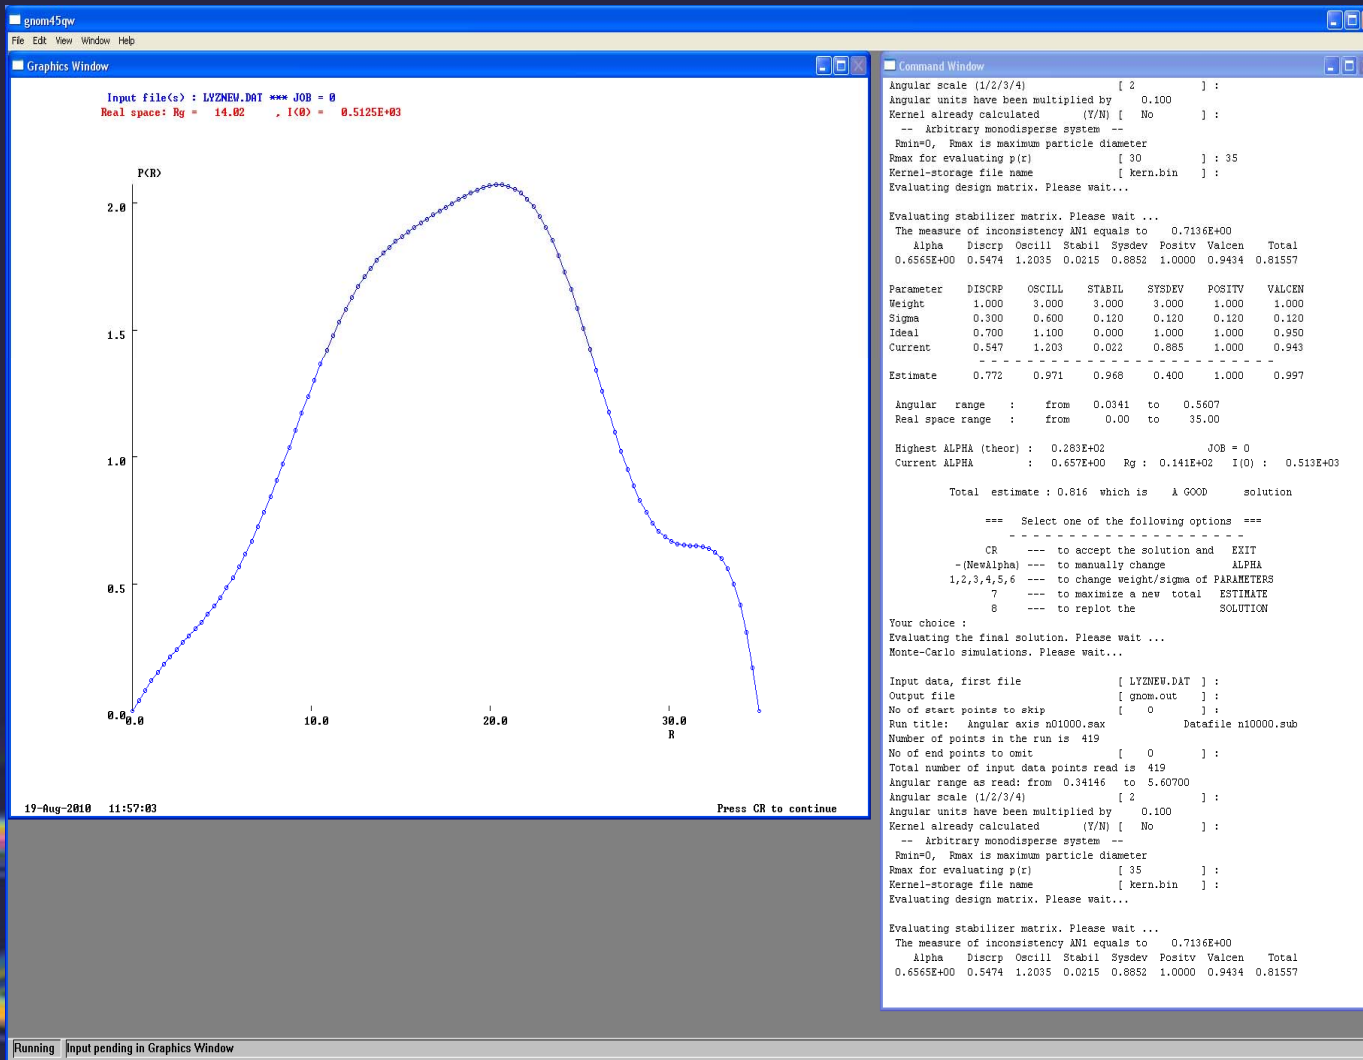 gnom45qw
File Edit View Window Help
Graphics Window
Input file(s) : LYZNEW.DAT *** JOB = 0
Real space: Rg = 14.02 , I(0) = 0.5125E+03
P(R)
2.0
1.5
1.0
0.5
0.0
0.0 10.0 20.0 30.0
R
19-Aug-2010 11:57:03 Press CR to continue
Command Window
Angular scale (1/2/3/4) [ 2 ] :
Angular units have been multiplied by 0.100
Kernel already calculated (Y/N) [ No ] :
-- Arbitrary monodisperse system --
Rmin=0, Rmax is maximum particle diameter
Rmax for evaluating p(r) [ 30 ] : 35
Kernel-storage file name [ kern.bin ] :
Evaluating design matrix. Please wait...
Evaluating stabilizer matrix. Please wait ...
The measure of inconsistency AN1 equals to 0.7136E+00
Alpha Discrp Oscill Stabil Sysdev Positv Valcen Total
0.6565E+00 0.5474 1.2035 0.0215 0.8852 1.0000 0.9434 0.81557
Parameter DISCRP OSCILL STABIL SYSDEV POSITV VALCEN
Weight 1.000 3.000 3.000 3.000 1.000 1.000
Sigma 0.300 0.600 0.120 0.120 0.120 0.120
Ideal 0.700 1.100 0.000 1.000 1.000 0.950
Current 0.547 1.203 0.022 0.885 1.000 0.943
- - - - - - - - - - - - - - - - - - - - - - - - -
Estimate 0.772 0.971 0.968 0.400 1.000 0.997
Angular range : from 0.0341 to 0.5607
Real space range : from 0.00 to 35.00
Highest ALPHA (theor) : 0.283E+02 JOB = 0
Current ALPHA : 0.657E+00 Rg : 0.141E+02 I(0) : 0.513E+03
Total estimate : 0.816 which is A GOOD solution
=== Select one of the following options ===
- - - - - - - - - - - - - - - - - - - -
CR --- to accept the solution and EXIT
-(NewAlpha) --- to manually change ALPHA
1,2,3,4,5,6 --- to change weight/sigma of PARAMETERS
7 --- to maximize a new total ESTIMATE
8 --- to replot the SOLUTION
Your choice :
Evaluating the final solution. Please wait ...
Monte-Carlo simulations. Please wait...
Input data, first file [ LYZNEW.DAT ] :
Output file [ gnom.out ] :
No of start points to skip [ 0 ] :
Run title: Angular axis n01000.sax Datafile n10000.sub
Number of points in the run is 419
No of end points to omit [ 0 ] :
Total number of input data points read is 419
Angular range as read: from 0.34146 to 5.60700
Angular scale (1/2/3/4) [ 2 ] :
Angular units have been multiplied by 0.100
Kernel already calculated (Y/N) [ No ] :
-- Arbitrary monodisperse system --
Rmin=0, Rmax is maximum particle diameter
Rmax for evaluating p(r) [ 35 ] :
Kernel-storage file name [ kern.bin ] :
Evaluating design matrix. Please wait...
Evaluating stabilizer matrix. Please wait ...
The measure of inconsistency AN1 equals to 0.7136E+00
Alpha Discrp Oscill Stabil Sysdev Positv Valcen Total
0.6565E+00 0.5474 1.2035 0.0215 0.8852 1.0000 0.9434 0.81557
Running Input pending in Graphics Window